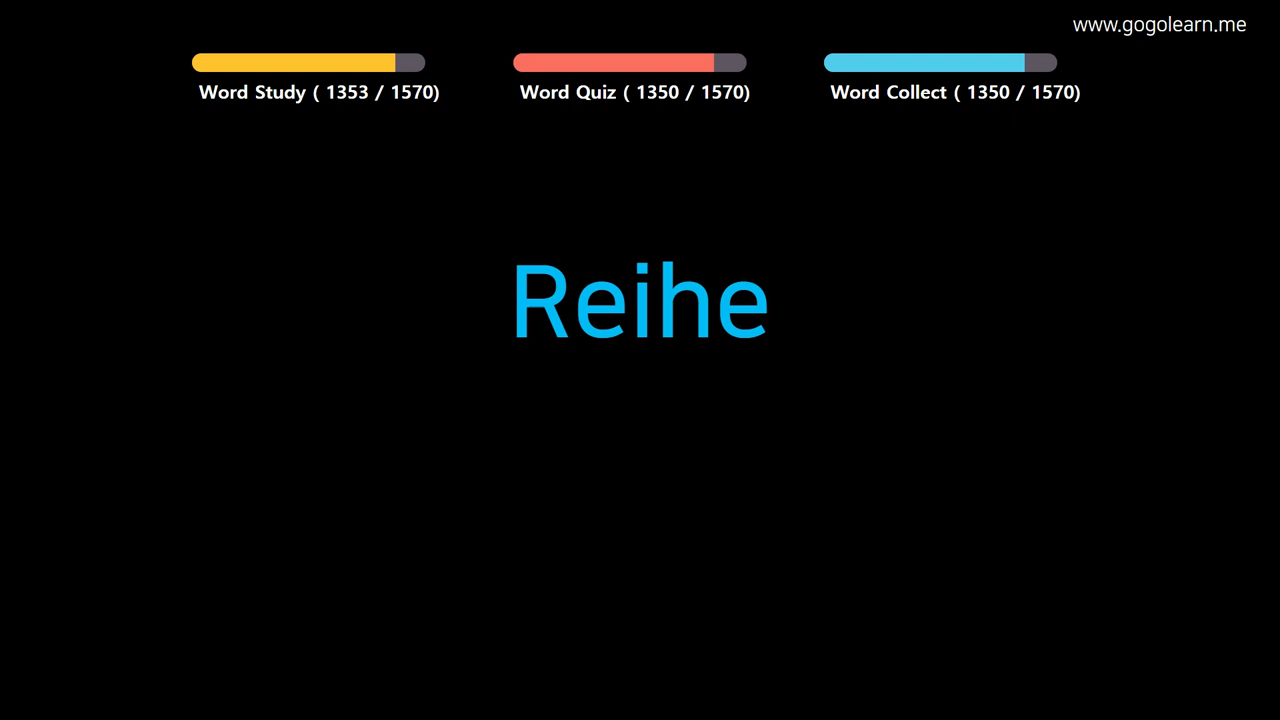 www.gogolearn.me
Word Study ( 1353 / 1570)
Word Quiz ( 1350 / 1570)
Word Collect ( 1350 / 1570)
Reihe